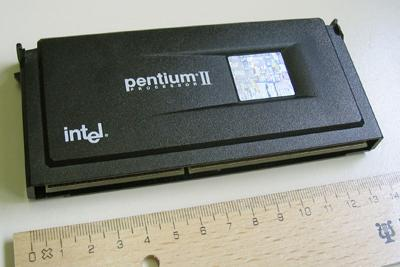 pentium® II
PROCESSOR
intel®
0 1 2 3 4 5 6 7 8 9 10 11 12 13 14